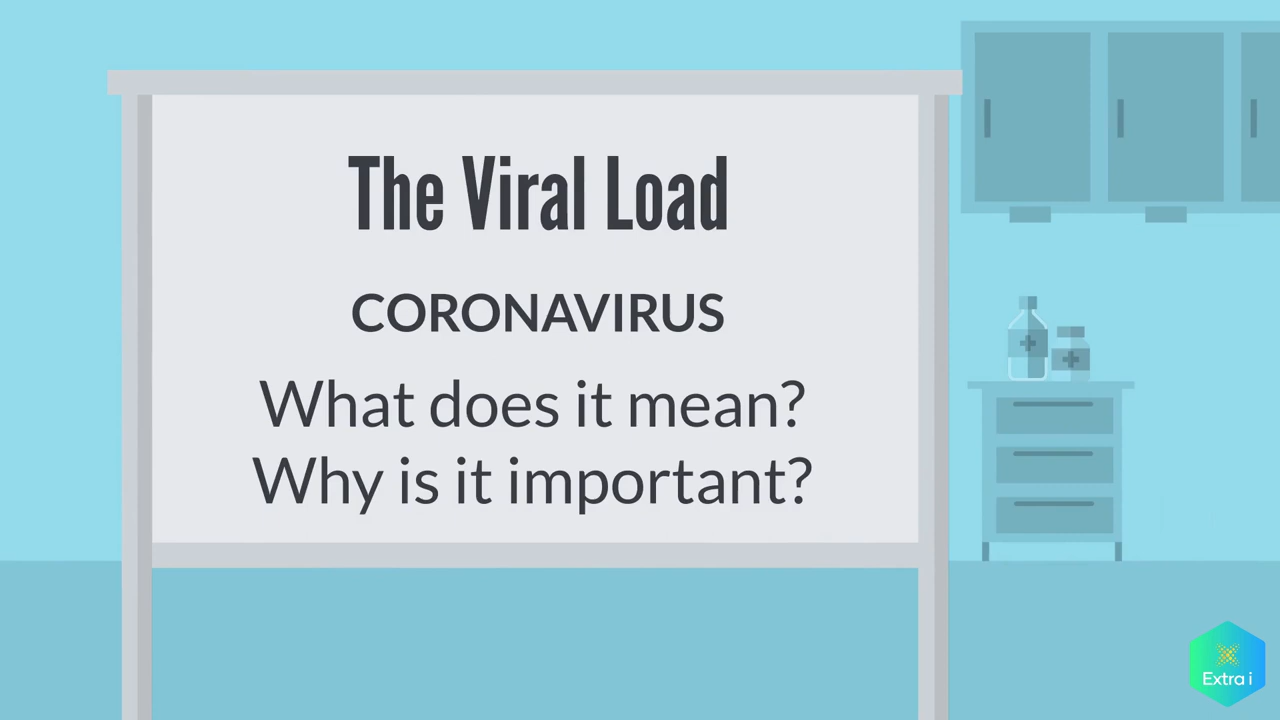 The Viral Load
CORONAVIRUS
What does it mean?
Why is it important?
Extra i